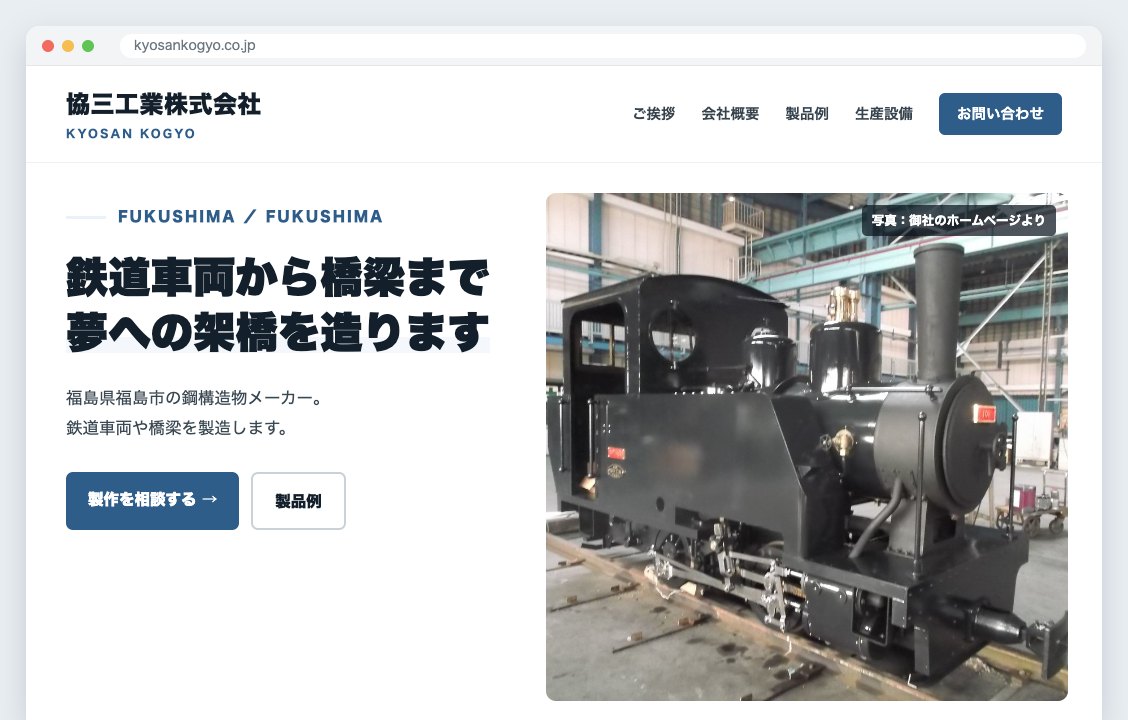 kyosankogyo.co.jp
協三工業株式会社
KYOSAN KOGYO
ご挨拶
会社概要
製品例
生産設備
お問い合わせ
FUKUSHIMA ／ FUKUSHIMA
鉄道車両から橋梁まで
夢への架橋を造ります
福島県福島市の鋼構造物メーカー。
鉄道車両や橋梁を製造します。
製作を相談する →
製品例
写真：御社のホームページより